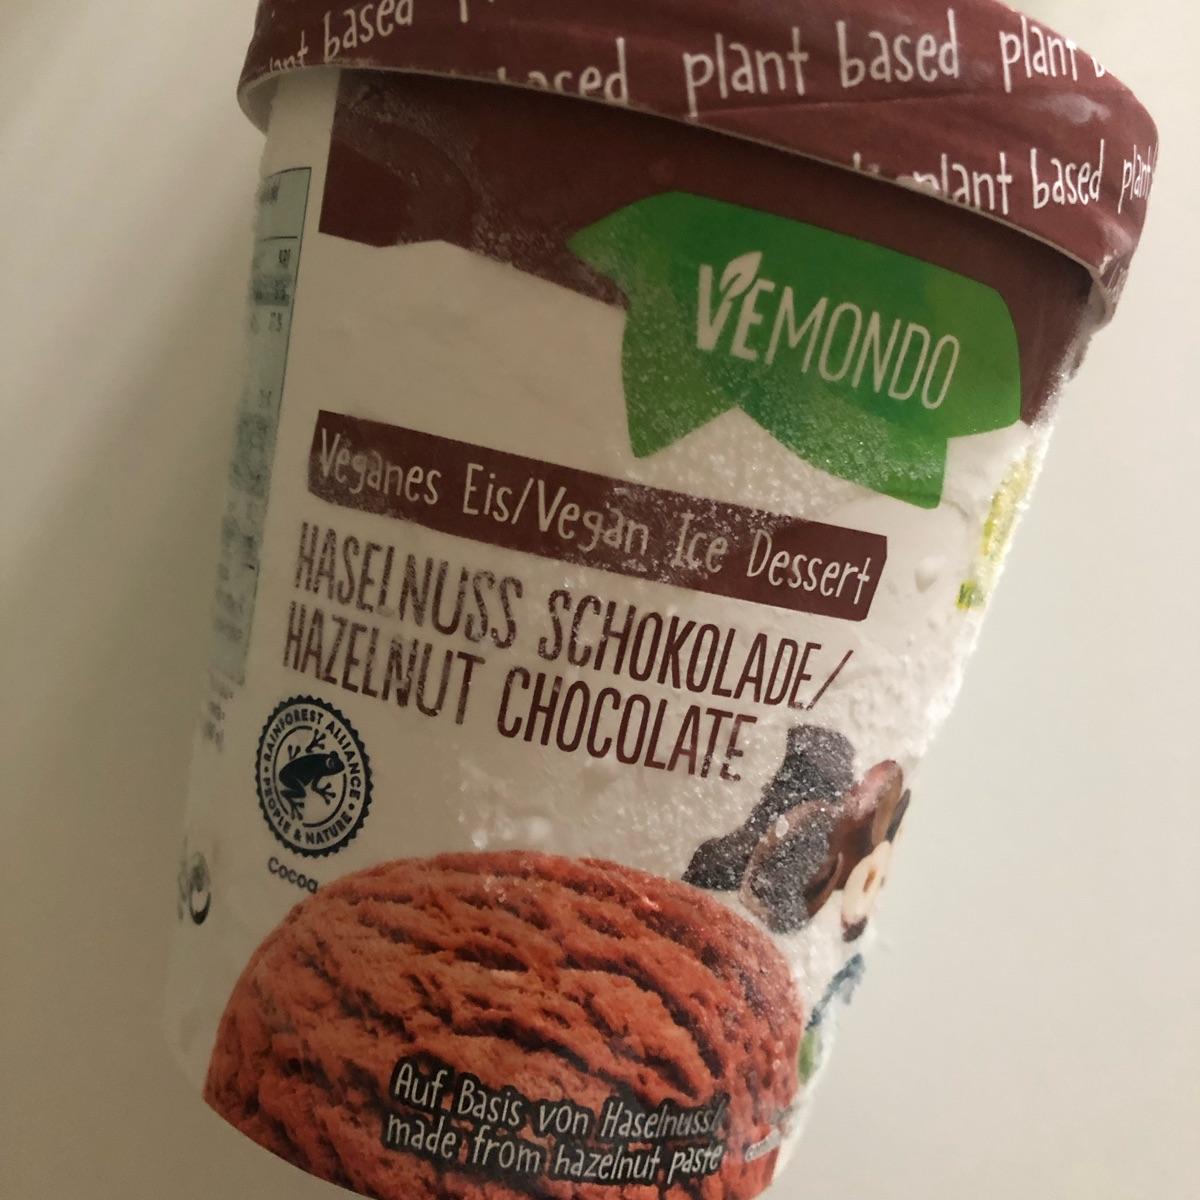 plant based
plant based plant
plant based
VEMONDO
Veganes Eis/Vegan Ice Dessert
HASELNUSS SCHOKOLADE/
HAZELNUT CHOCOLATE
RAINFOREST ALLIANCE
PEOPLE & NATURE
Cocoa
Auf Basis von Haselnuss/
made from hazelnut paste